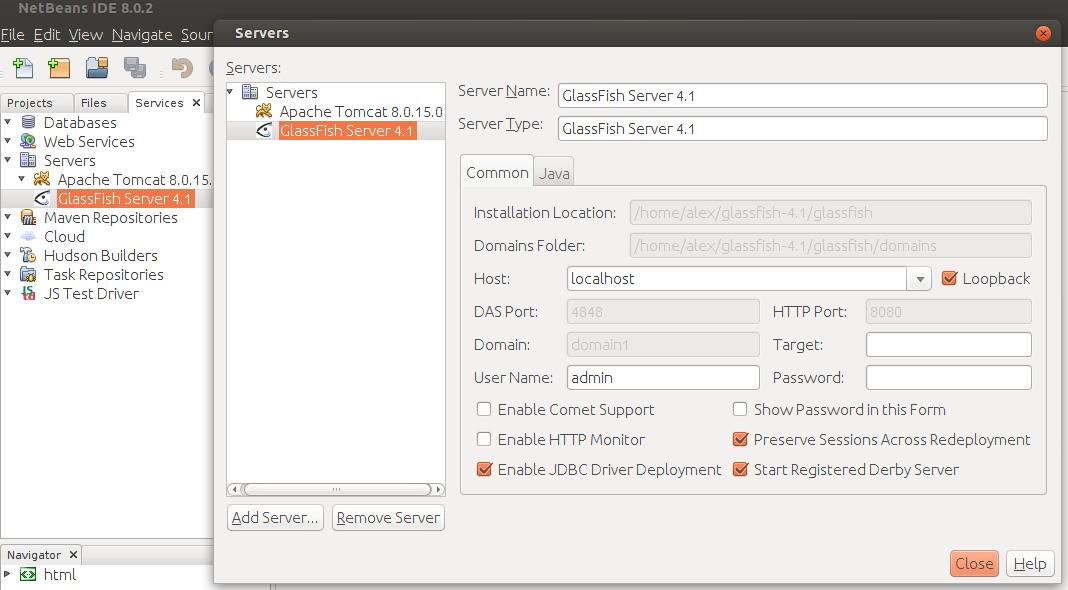 NetBeans IDE 8.0.2
File Edit View Navigate Sour
Projects Files Services
Databases
Web Services
Servers
Apache Tomcat 8.0.15.
GlassFish Server 4.1
Maven Repositories
Cloud
Hudson Builders
Task Repositories
JS Test Driver
Navigator
html
Servers
Servers:
Servers
Apache Tomcat 8.0.15.0
GlassFish Server 4.1
Add Server... Remove Server
Server Name: GlassFish Server 4.1
Server Type: GlassFish Server 4.1
Common Java
Installation Location: /home/alex/glassfish-4.1/glassfish
Domains Folder: /home/alex/glassfish-4.1/glassfish/domains
Host: localhost Loopback
DAS Port: 4848 HTTP Port: 8080
Domain: domain1 Target:
User Name: admin Password:
Enable Comet Support Show Password in this Form
Enable HTTP Monitor Preserve Sessions Across Redeployment
Enable JDBC Driver Deployment Start Registered Derby Server
Close Help